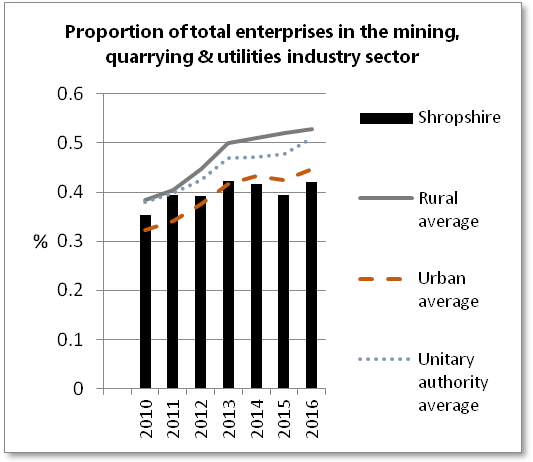 Proportion of total enterprises in the mining,
quarrying & utilities industry sector
0.6
0.5
0.4
0.3
0.2
0.1
0
%
2010
2011
2012
2013
2014
2015
2016
Shropshire
Rural
average
Urban
average
Unitary
authority
average